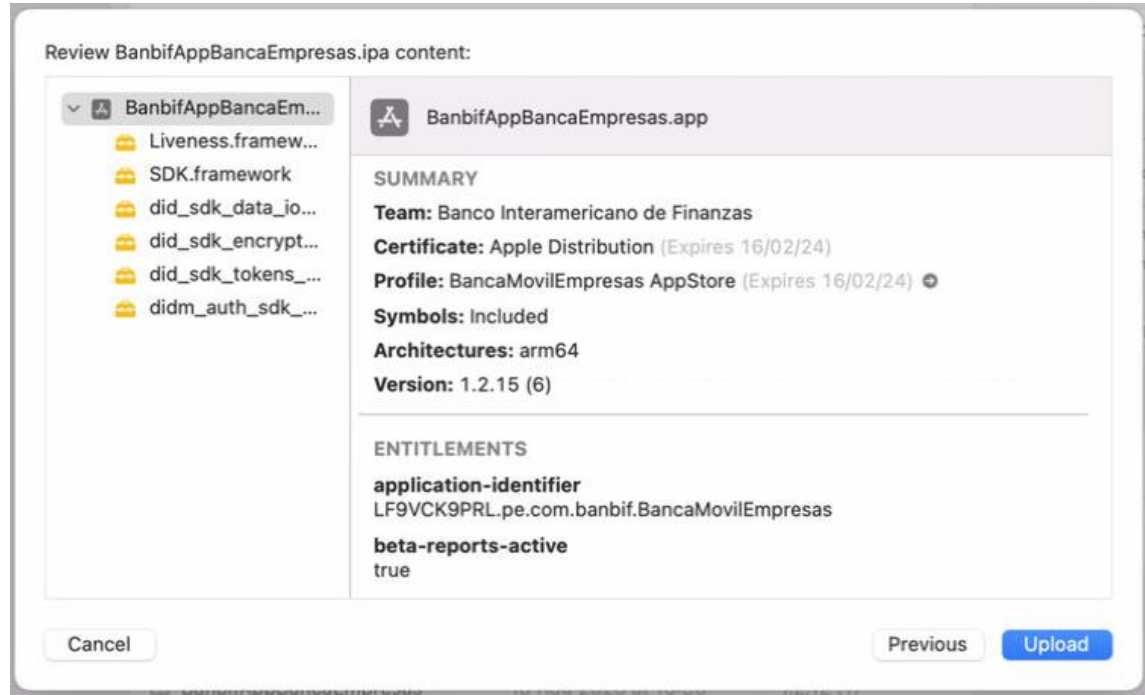 Review BanbifAppBancaEmpresas.ipa content:
BanbifAppBancaEm...
Liveness.framew...
SDK.framework
did_sdk_data_io...
did_sdk_encrypt...
did_sdk_tokens_...
didm_auth_sdk_...
BanbifAppBancaEmpresas.app
SUMMARY
Team: Banco Interamericano de Finanzas
Certificate: Apple Distribution (Expires 16/02/24)
Profile: BancaMovilEmpresas AppStore (Expires 16/02/24)
Symbols: Included
Architectures: arm64
Version: 1.2.15 (6)
ENTITLEMENTS
application-identifier
LF9VCK9PRL.pe.com.banbif.BancaMovilEmpresas
beta-reports-active
true
Cancel
Previous
Upload